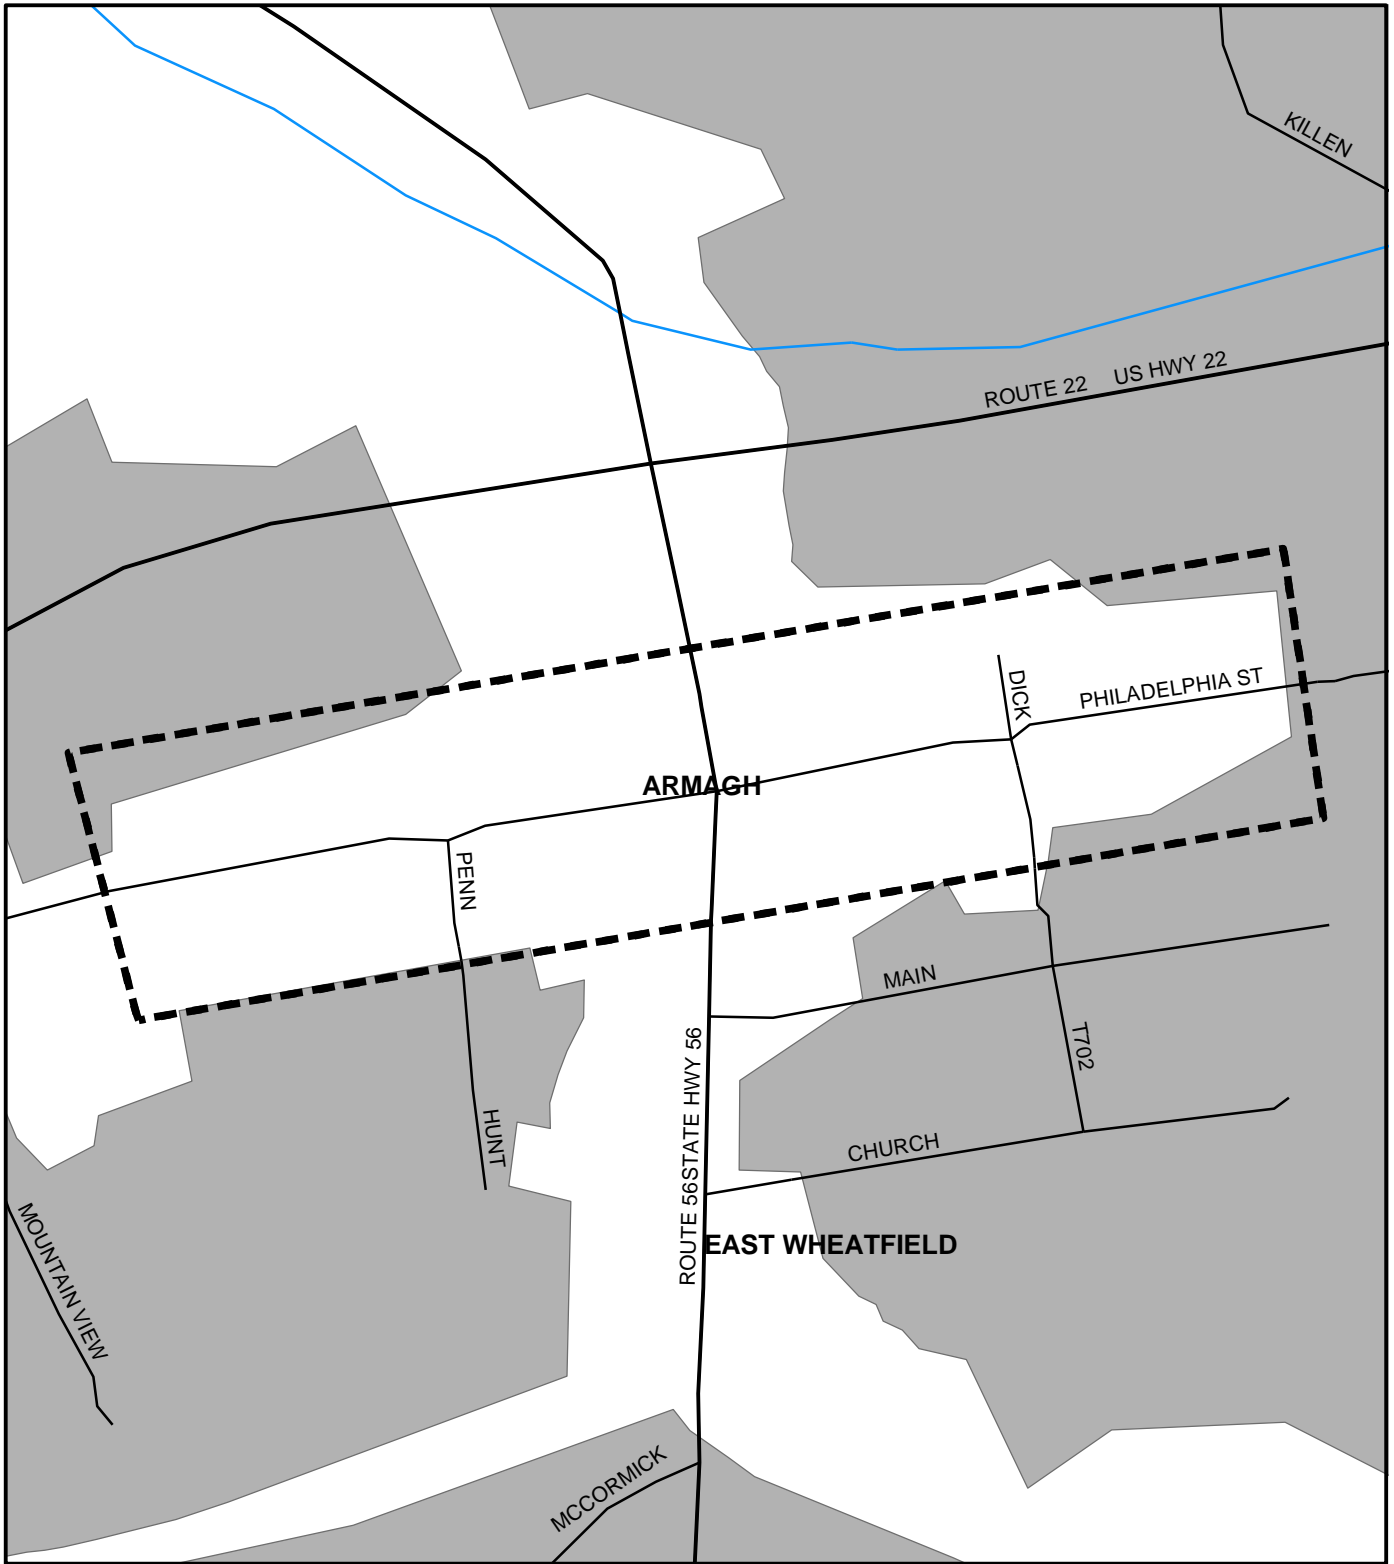 KILLEN
ROUTE 22
US HWY 22
DICK
PHILADELPHIA ST
ARMAGH
PENN
MAIN
T702
ROUTE 56STATE HWY 56
HUNT
CHURCH
EAST WHEATFIELD
MOUNTAIN VIEW
MCCORMICK